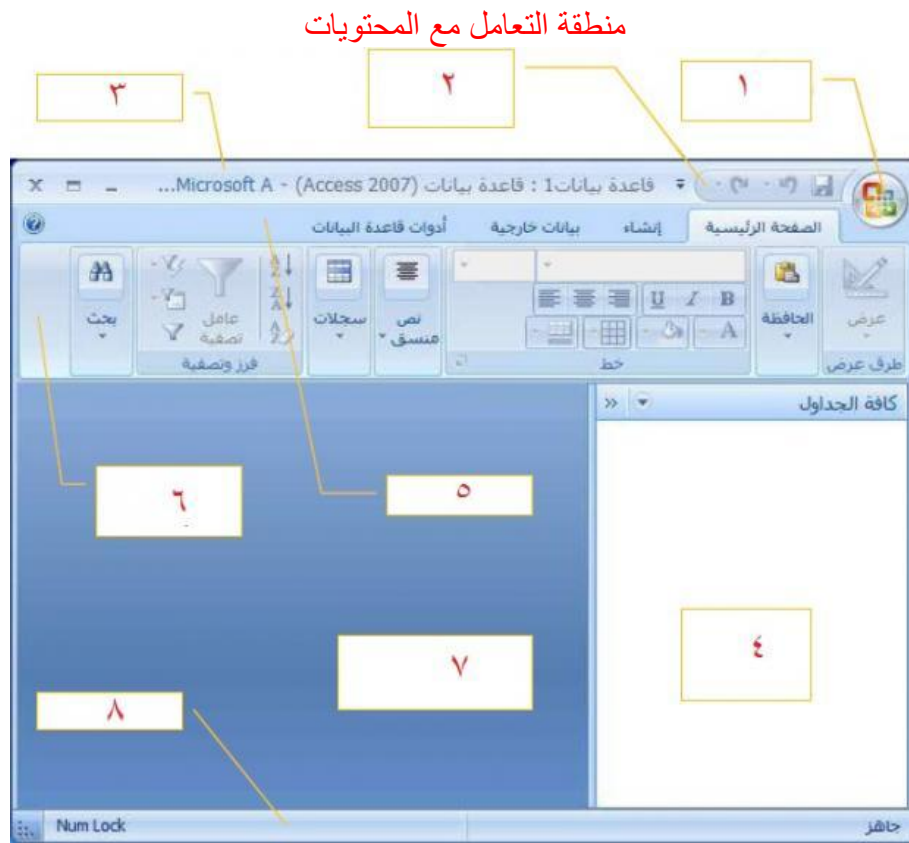 منطقة التعامل مع المحتويات
١
٢
٣
قاعدة بيانات1 : قاعدة بيانات (Access 2007) - Microsoft A...
الصفحة الرئيسية
إنشاء
بيانات خارجية
أدوات قاعدة البيانات
عرض
طرق عرض
الحافظة
B I U
A
خط
نص منسق
سجلات
عامل تصفية
فرز وتصفية
بحث
كافة الجداول
٤
٥
٦
٧
٨
جاهز
Num Lock